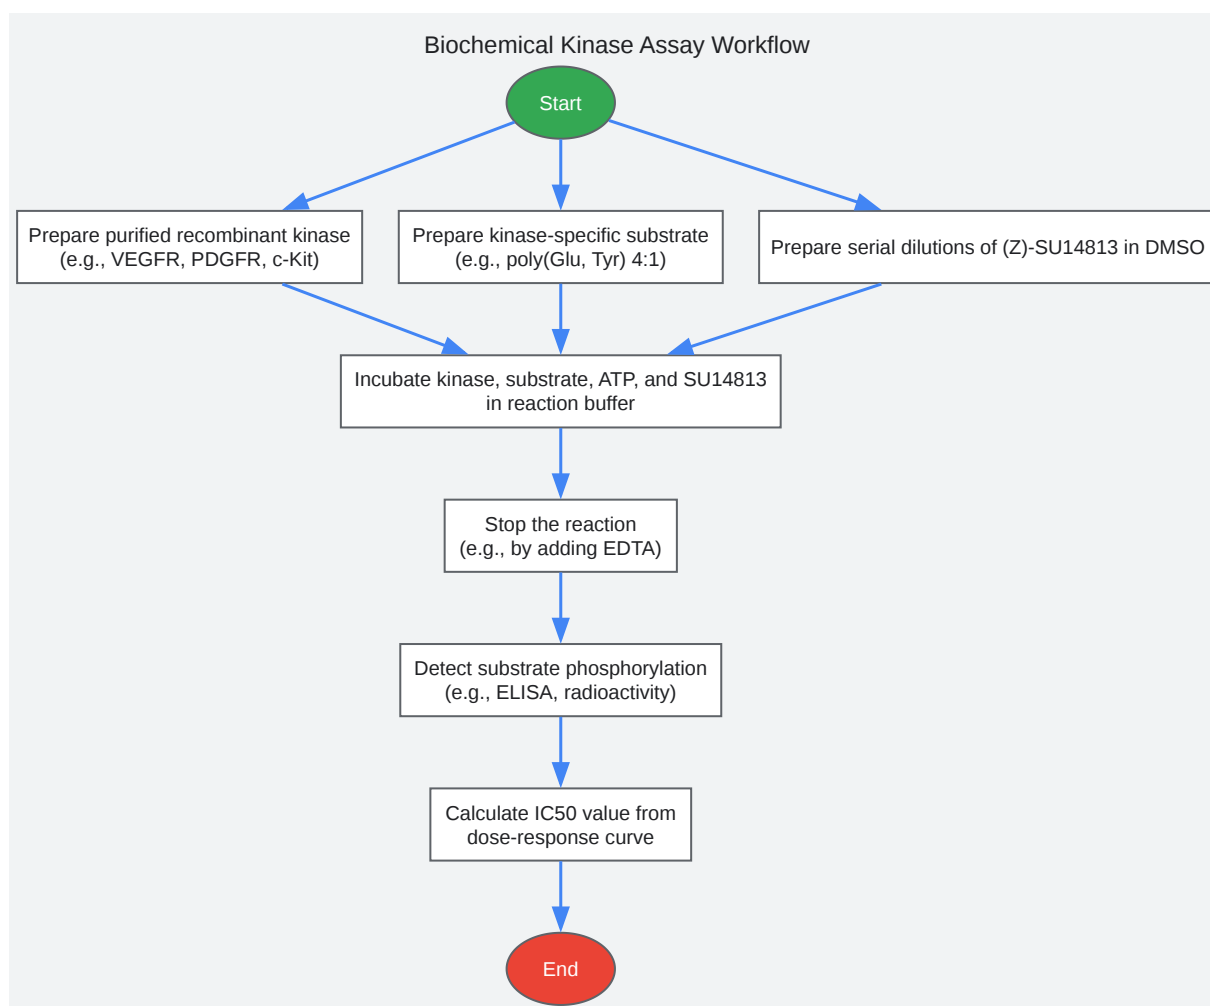 Biochemical Kinase Assay Workflow
Start
Prepare purified recombinant kinase
(e.g., VEGFR, PDGFR, c-Kit)
Prepare kinase-specific substrate
(e.g., poly(Glu, Tyr) 4:1)
Prepare serial dilutions of (Z)-SU14813 in DMSO
Incubate kinase, substrate, ATP, and SU14813
in reaction buffer
Stop the reaction
(e.g., by adding EDTA)
Detect substrate phosphorylation
(e.g., ELISA, radioactivity)
Calculate IC50 value from
dose-response curve
End